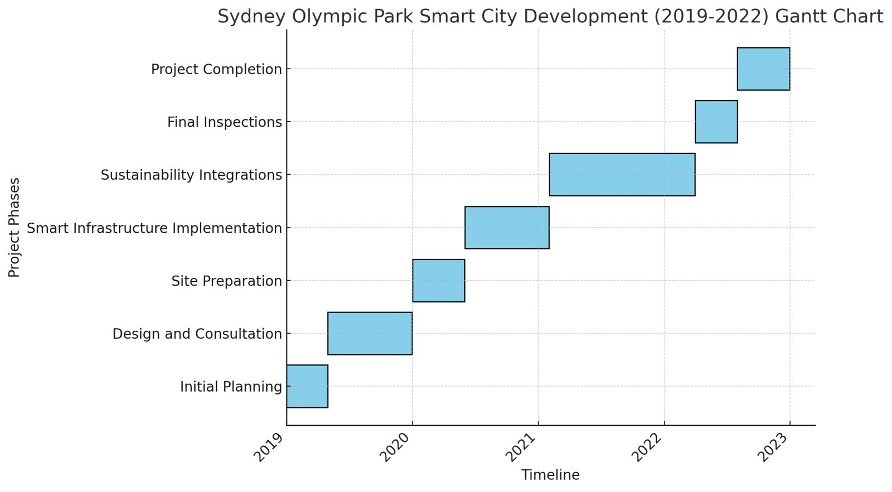 Sydney Olympic Park Smart City Development (2019-2022) Gantt Chart
Project Phases
Project Completion
Final Inspections
Sustainability Integrations
Smart Infrastructure Implementation
Site Preparation
Design and Consultation
Initial Planning
2019
2020
2021
2022
2023
Timeline